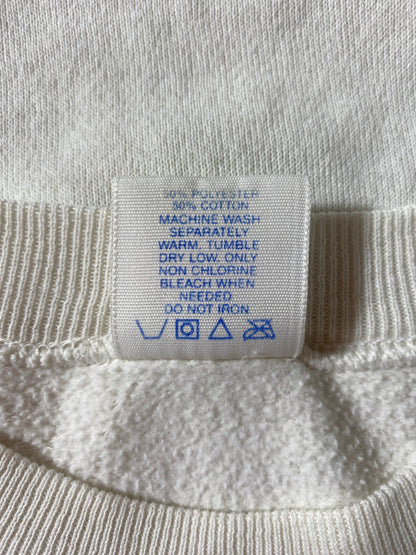 50% POLYESTER
50% COTTON
MACHINE WASH
SEPARATELY
WARM. TUMBLE
DRY LOW. ONLY
NON CHLORINE
BLEACH WHEN
NEEDED
DO NOT IRON